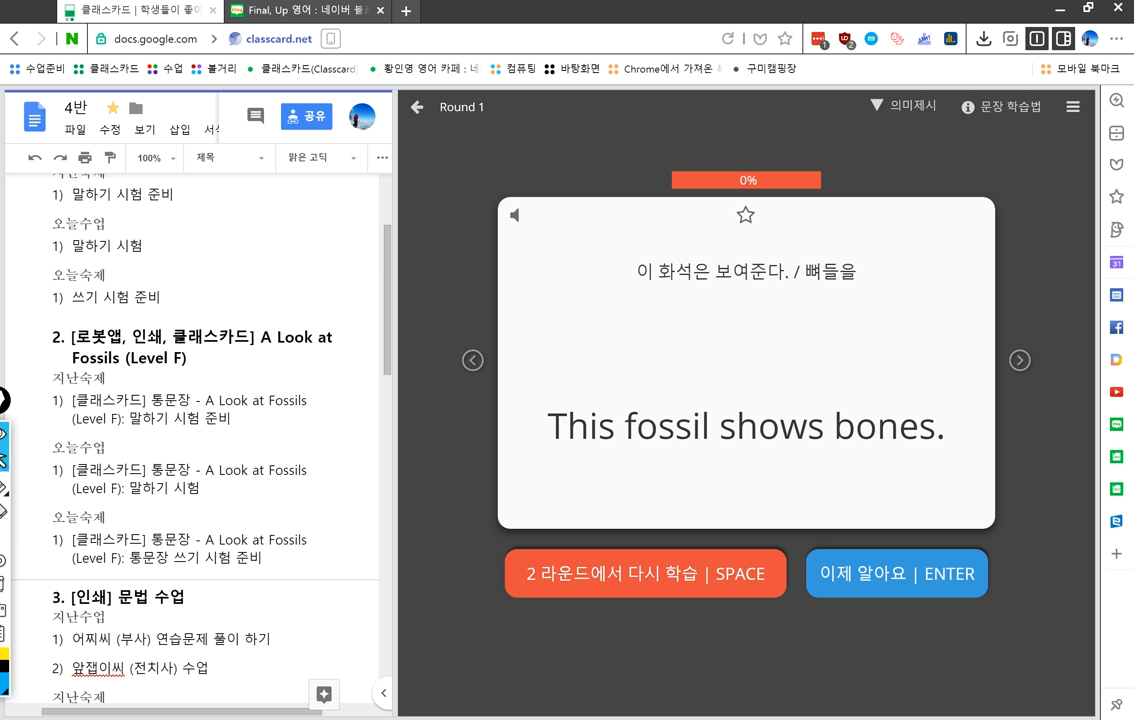 클래스카드 | 학생들이 좋아
Final, Up 영어 : 네이버 블로
docs.google.com
classcard.net
수업준비
클래스카드
수업
볼거리
클래스카드(Classcard
황인영 영어 카페 : 네
컴퓨팅
바탕화면
Chrome에서 가져온
구미캠핑장
모바일 북마크
4반
파일 수정 보기 삽입 서식
공유
100%
제목
맑은 고딕
지난숙제
1) 말하기 시험 준비
오늘수업
1) 말하기 시험
오늘숙제
1) 쓰기 시험 준비
2. [로봇앱, 인쇄, 클래스카드] A Look at
Fossils (Level F)
지난숙제
1) [클래스카드] 통문장 - A Look at Fossils
(Level F): 말하기 시험 준비
오늘수업
1) [클래스카드] 통문장 - A Look at Fossils
(Level F): 말하기 시험
오늘숙제
1) [클래스카드] 통문장 - A Look at Fossils
(Level F): 통문장 쓰기 시험 준비
3. [인쇄] 문법 수업
지난수업
1) 어찌씨 (부사) 연습문제 풀이 하기
2) 앞잽이씨 (전치사) 수업
지난숙제
Round 1
의미제시
문장 학습법
0%
이 화석은 보여준다. / 뼈들을
This fossil shows bones.
2 라운드에서 다시 학습 | SPACE
이제 알아요 | ENTER